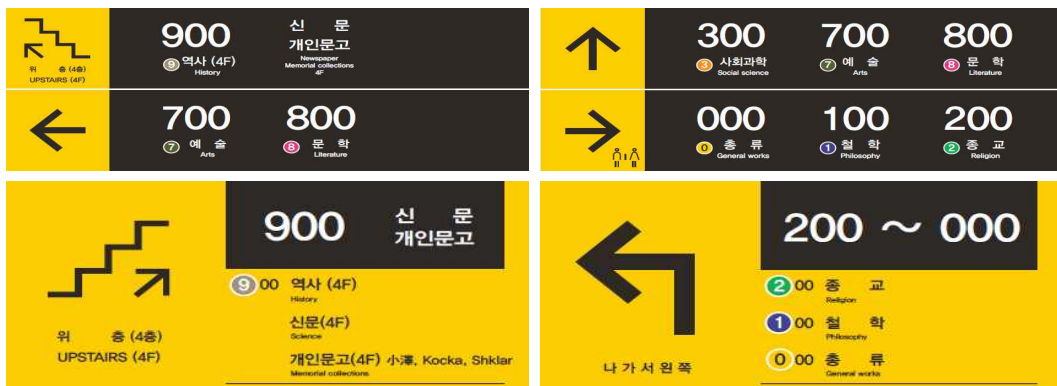 900
신 문
개인문고
⑨ 역사 (4F)
History
Newspaper
Memorial collections
4F
위 층 (4층)
UPSTAIRS (4F)
700
800
⑦ 예 술
Arts
⑧ 문 학
Literature
300
700
800
③ 사회과학
Social science
⑦ 예 술
Arts
⑧ 문 학
Literature
000
100
200
⓪ 총 류
General works
① 철 학
Philosophy
② 종 교
Religion
900
신 문
개인문고
⑨00 역사 (4F)
History
신문(4F)
Science
개인문고(4F) 小澤, Kocka, Shklar
Memorial collections
위 층 (4층)
UPSTAIRS (4F)
200 ~ 000
②00 종 교
Religion
①00 철 학
Philosophy
⓪00 총 류
General works
나가서왼쪽